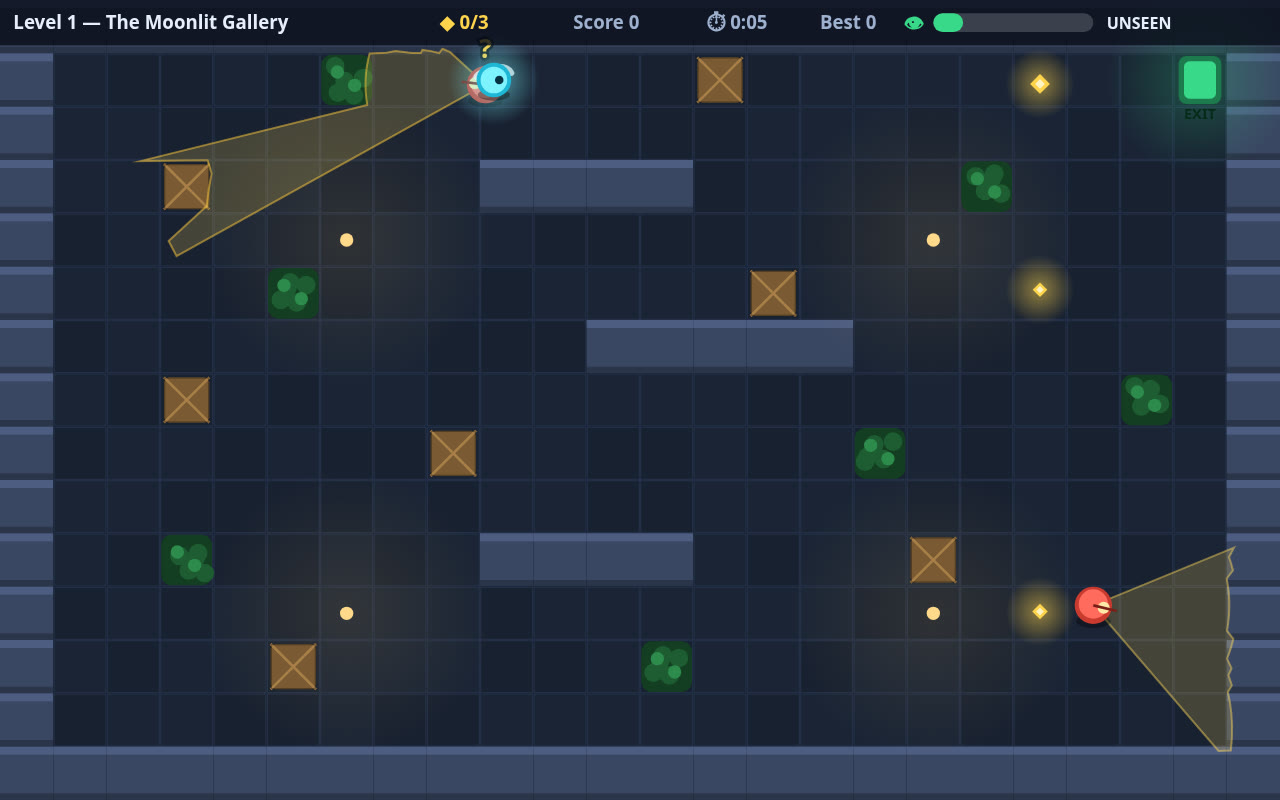 Level 1 — The Moonlit Gallery
◆ 0/3
Score 0
⏱ 0:05
Best 0
UNSEEN
?
EXIT